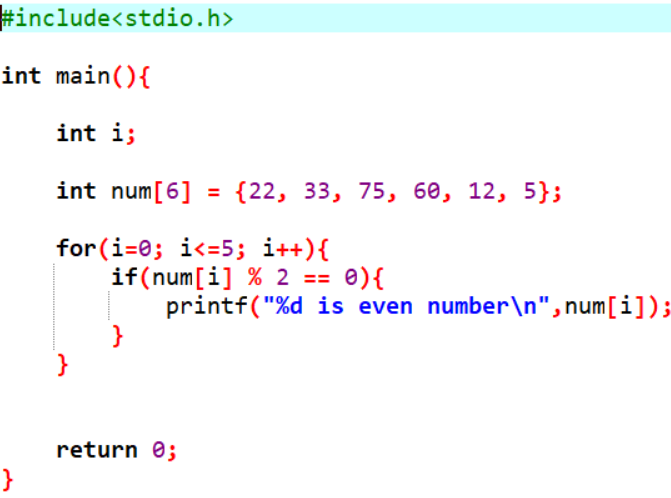 #include<stdio.h>
int main(){
int i;
int num[6] = {22, 33, 75, 60, 12, 5};
for(i=0; i<=5; i++){
if(num[i] % 2 == 0){
printf("%d is even number\n",num[i]);
}
}
return 0;
}